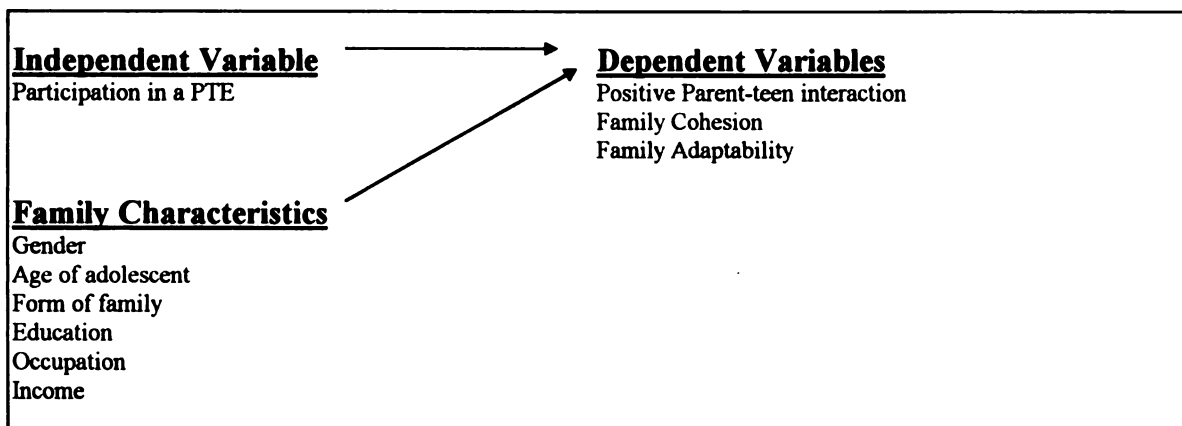 Independent Variable
Participation in a PTE
Dependent Variables
Positive Parent-teen interaction
Family Cohesion
Family Adaptability
Family Characteristics
Gender
Age of adolescent
Form of family
Education
Occupation
Income